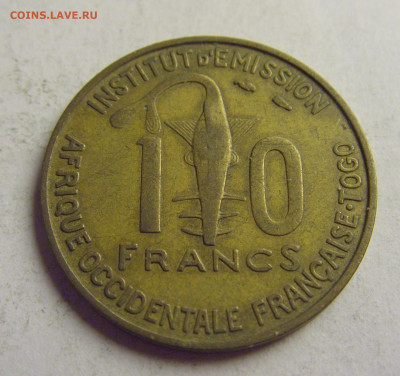 COINS.LAVE.RU
INSTITUT D'EMISSION
10
FRANCS
AFRIQUE OCCIDENTALE FRANÇAISE·TOGO